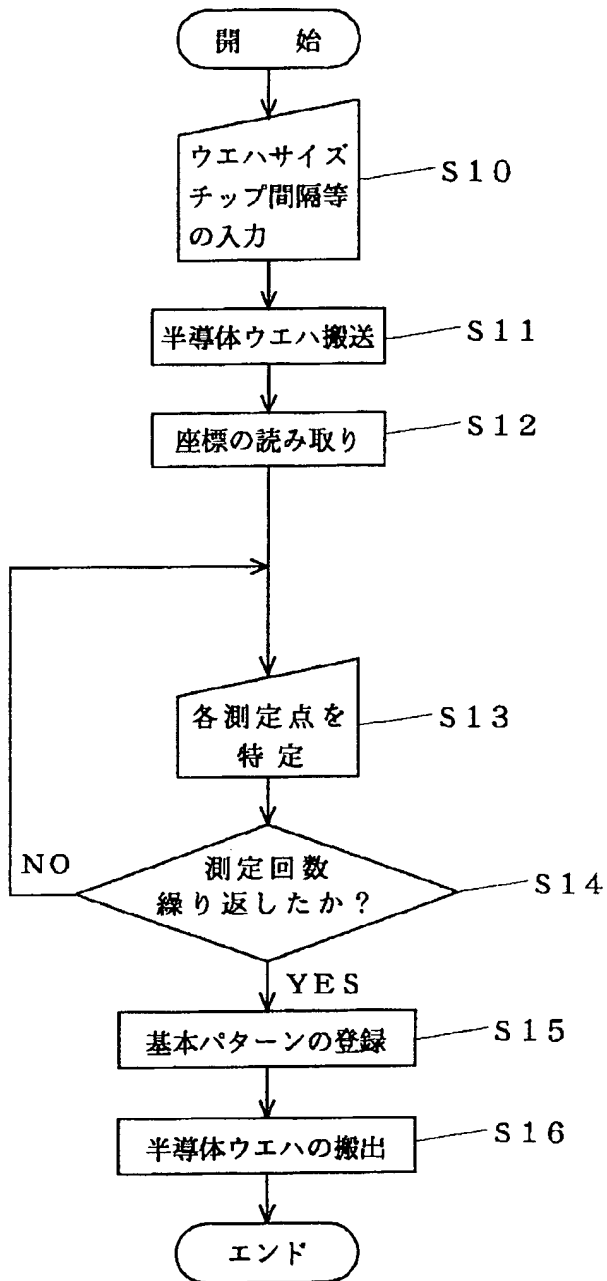 開　始
ウエハサイズ
チップ間隔等
の入力
S10
半導体ウエハ搬送
S11
座標の読み取り
S12
各測定点を
特定
S13
測定回数
繰り返したか？
S14
NO
YES
基本パターンの登録
S15
半導体ウエハの搬出
S16
エンド